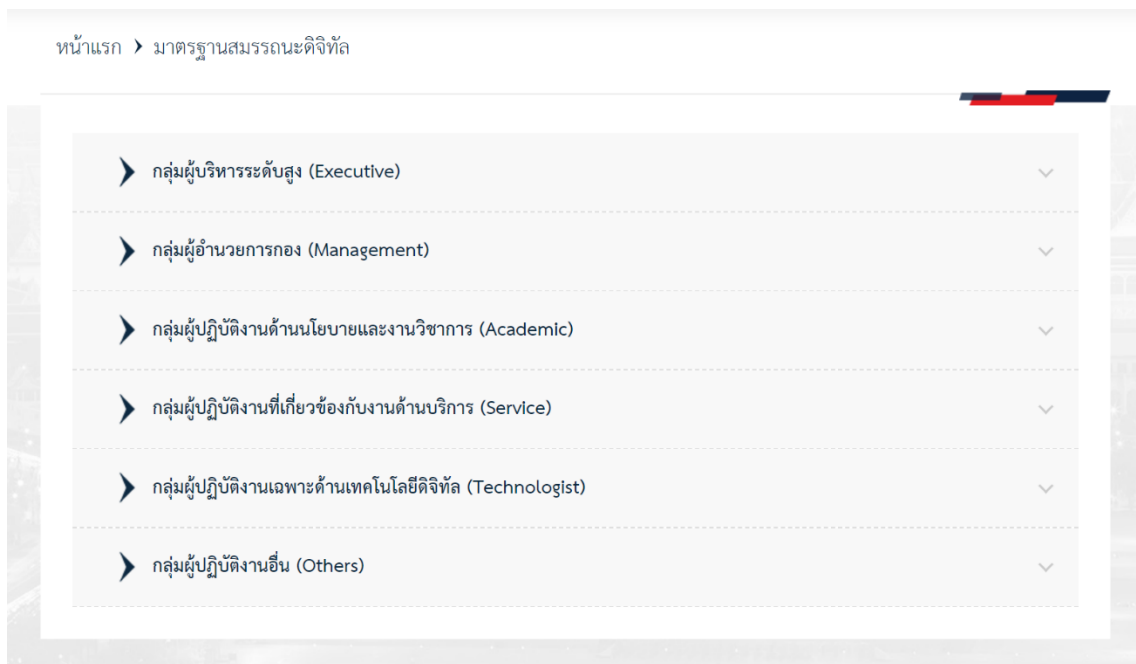 หน้าแรก > มาตรฐานสมรรถนะดิจิทัล
กลุ่มผู้บริหารระดับสูง (Executive)
กลุ่มผู้อำนวยการกอง (Management)
กลุ่มผู้ปฏิบัติงานด้านนโยบายและงานวิชาการ (Academic)
กลุ่มผู้ปฏิบัติงานที่เกี่ยวข้องกับงานด้านบริการ (Service)
กลุ่มผู้ปฏิบัติงานเฉพาะด้านเทคโนโลยีดิจิทัล (Technologist)
กลุ่มผู้ปฏิบัติงานอื่น (Others)